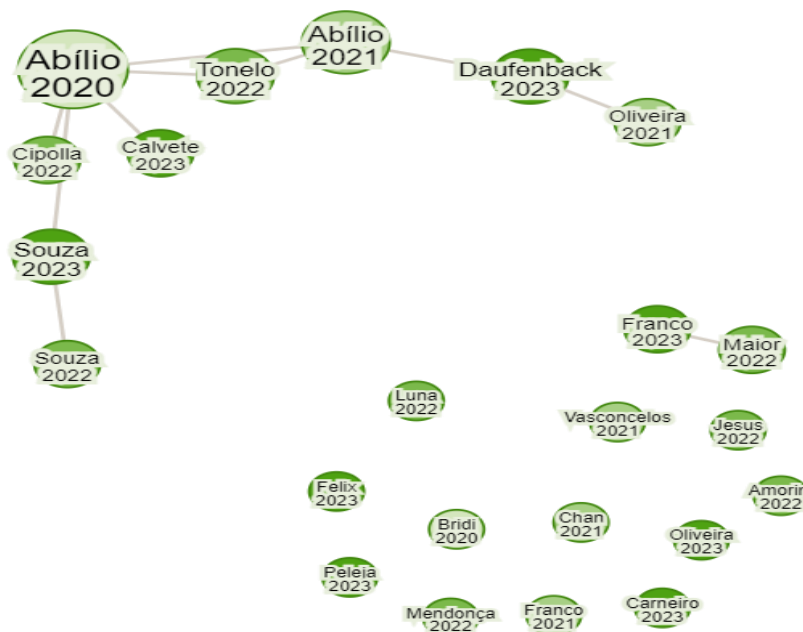 Abílio
2020
Abílio
2021
Tonelo
2022
Daufenback
2023
Oliveira
2021
Cipolla
2022
Calvete
2023
Souza
2023
Souza
2022
Franco
2023
Maior
2022
Luna
2022
Vasconcelos
2021
Jesus
2022
Felix
2023
Bridi
2020
Chan
2021
Amorim
2022
Oliveira
2023
Peleja
2023
Mendonça
2022
Franco
2021
Carneiro
2023